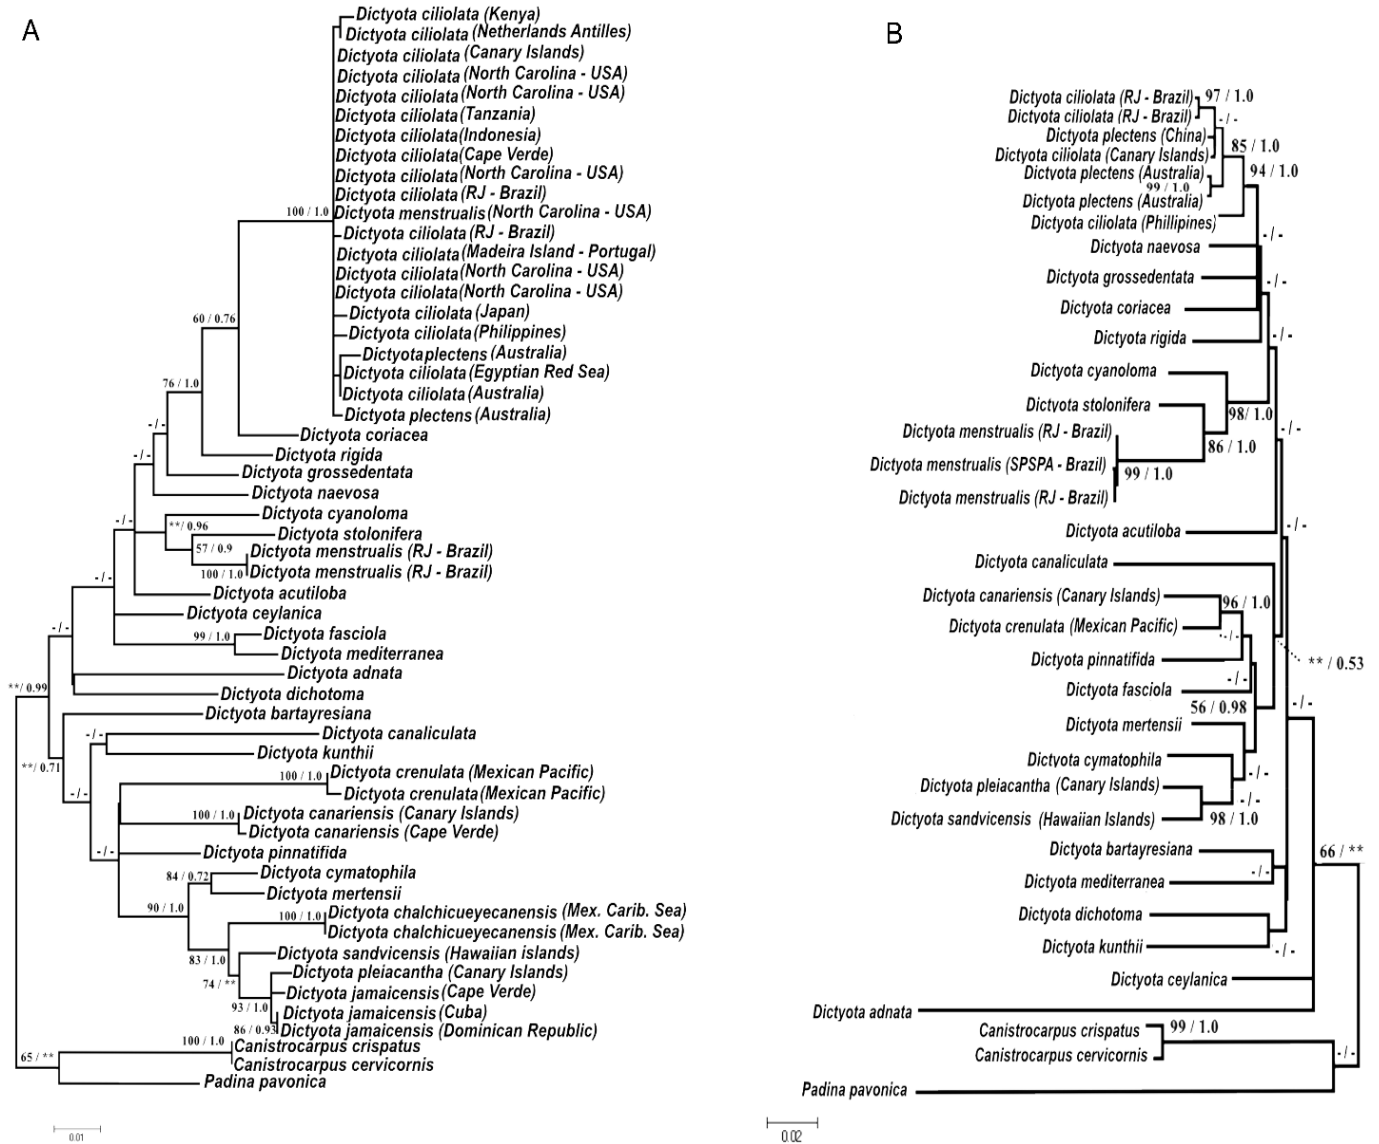 A
Dictyota ciliolata (Kenya)
Dictyota ciliolata (Netherlands Antilles)
Dictyota ciliolata (Canary Islands)
Dictyota ciliolata (North Carolina - USA)
Dictyota ciliolata (North Carolina - USA)
Dictyota ciliolata (Tanzania)
Dictyota ciliolata (Indonesia)
Dictyota ciliolata (Cape Verde)
Dictyota ciliolata (North Carolina - USA)
Dictyota ciliolata (RJ - Brazil)
100 / 1.0
Dictyota menstrualis (North Carolina - USA)
Dictyota ciliolata (RJ - Brazil)
Dictyota ciliolata (Madeira Island - Portugal)
Dictyota ciliolata (North Carolina - USA)
Dictyota ciliolata (North Carolina - USA)
Dictyota ciliolata (Japan)
60 / 0.76
Dictyota ciliolata (Philippines)
Dictyota plectens (Australia)
Dictyota ciliolata (Egyptian Red Sea)
76 / 1.0
Dictyota ciliolata (Australia)
Dictyota plectens (Australia)
- / -
Dictyota coriacea
- / -
Dictyota rigida
Dictyota grossedentata
Dictyota naevosa
Dictyota cyanoloma
- / -
**/ 0.96
Dictyota stolonifera
57 / 0.9
Dictyota menstrualis (RJ - Brazil)
100 / 1.0
Dictyota menstrualis (RJ - Brazil)
- / -
Dictyota acutiloba
Dictyota ceylanica
- / -
99 / 1.0
Dictyota fasciola
Dictyota mediterranea
Dictyota adnata
**/ 0.99
Dictyota dichotoma
Dictyota bartayresiana
- / -
Dictyota canaliculata
Dictyota kunthii
**/ 0.71
100 / 1.0
Dictyota crenulata (Mexican Pacific)
Dictyota crenulata (Mexican Pacific)
- / -
100 / 1.0
Dictyota canariensis (Canary Islands)
Dictyota canariensis (Cape Verde)
- / -
Dictyota pinnatifida
84 / 0.72
Dictyota cymatophila
Dictyota mertensii
90 / 1.0
100 / 1.0
Dictyota chalchicueyecanensis (Mex. Carib. Sea)
Dictyota chalchicueyecanensis (Mex. Carib. Sea)
83 / 1.0
Dictyota sandvicensis (Hawaiian islands)
74 / **
Dictyota pleiacantha (Canary Islands)
Dictyota jamaicensis (Cape Verde)
93 / 1.0
Dictyota jamaicensis (Cuba)
86 / 0.93
Dictyota jamaicensis (Dominican Republic)
100 / 1.0
Canistrocarpus crispatus
65 / **
Canistrocarpus cervicornis
Padina pavonica
0.01
B
Dictyota ciliolata (RJ - Brazil)
97 / 1.0
Dictyota ciliolata (RJ - Brazil)
- / -
Dictyota plectens (China)
85 / 1.0
Dictyota ciliolata (Canary Islands)
Dictyota plectens (Australia)
94 / 1.0
99 / 1.0
Dictyota plectens (Australia)
Dictyota ciliolata (Phillipines)
- / -
Dictyota naevosa
Dictyota grossedentata
- / -
Dictyota coriacea
- / -
Dictyota rigida
Dictyota cyanoloma
Dictyota stolonifera
98/ 1.0
- / -
Dictyota menstrualis (RJ - Brazil)
86 / 1.0
Dictyota menstrualis (SPSPA - Brazil)
99 / 1.0
Dictyota menstrualis (RJ - Brazil)
- / -
Dictyota acutiloba
Dictyota canaliculata
Dictyota canariensis (Canary Islands)
96 / 1.0
Dictyota crenulata (Mexican Pacific)
- / -
Dictyota pinnatifida
** / 0.53
- / -
Dictyota fasciola
56 / 0.98
- / -
Dictyota mertensii
Dictyota cymatophila
- / -
Dictyota pleiacantha (Canary Islands)
- / -
Dictyota sandvicensis (Hawaiian Islands)
98 / 1.0
Dictyota bartayresiana
66 / **
- / -
Dictyota mediterranea
Dictyota dichotoma
Dictyota kunthii
- / -
Dictyota ceylanica
Dictyota adnata
Canistrocarpus crispatus
99 / 1.0
Canistrocarpus cervicornis
- / -
Padina pavonica
0.02